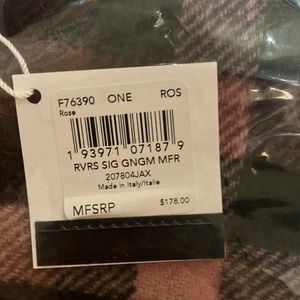 F76390 ONE ROS
Rose
1 93971 07187 9
RVRS SIG GNGM MFR
207804JAX
Made in Italy/Italie
MFSRP $178.00